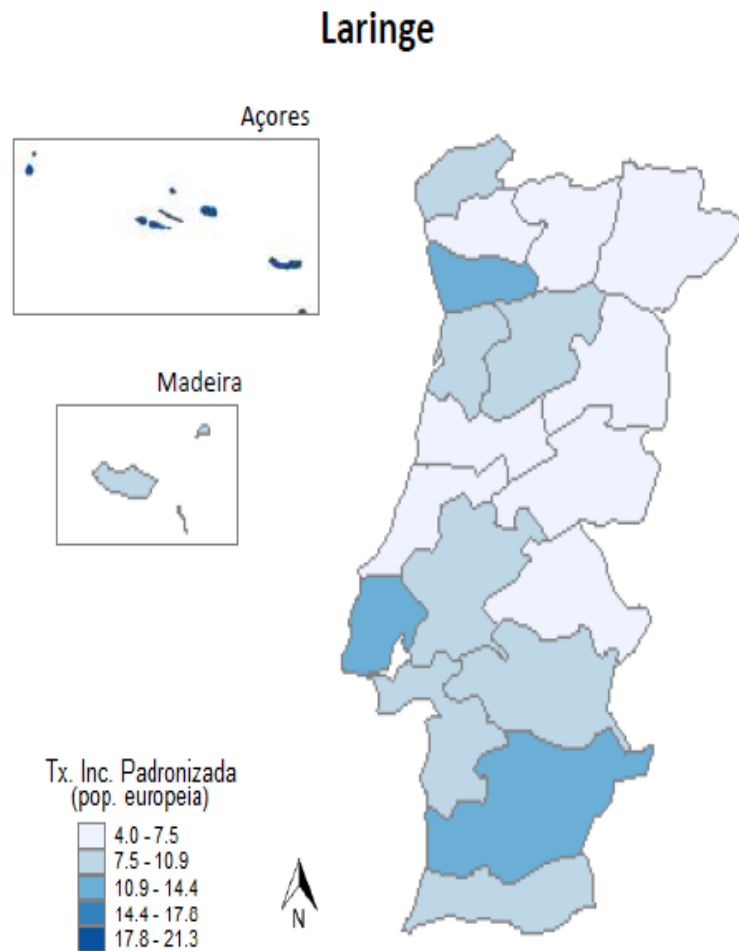 Laringe
Açores
Madeira
Tx. Inc. Padronizada
(pop. europeia)
4.0 - 7.5
7.5 - 10.9
10.9 - 14.4
14.4 - 17.8
17.8 - 21.3
N